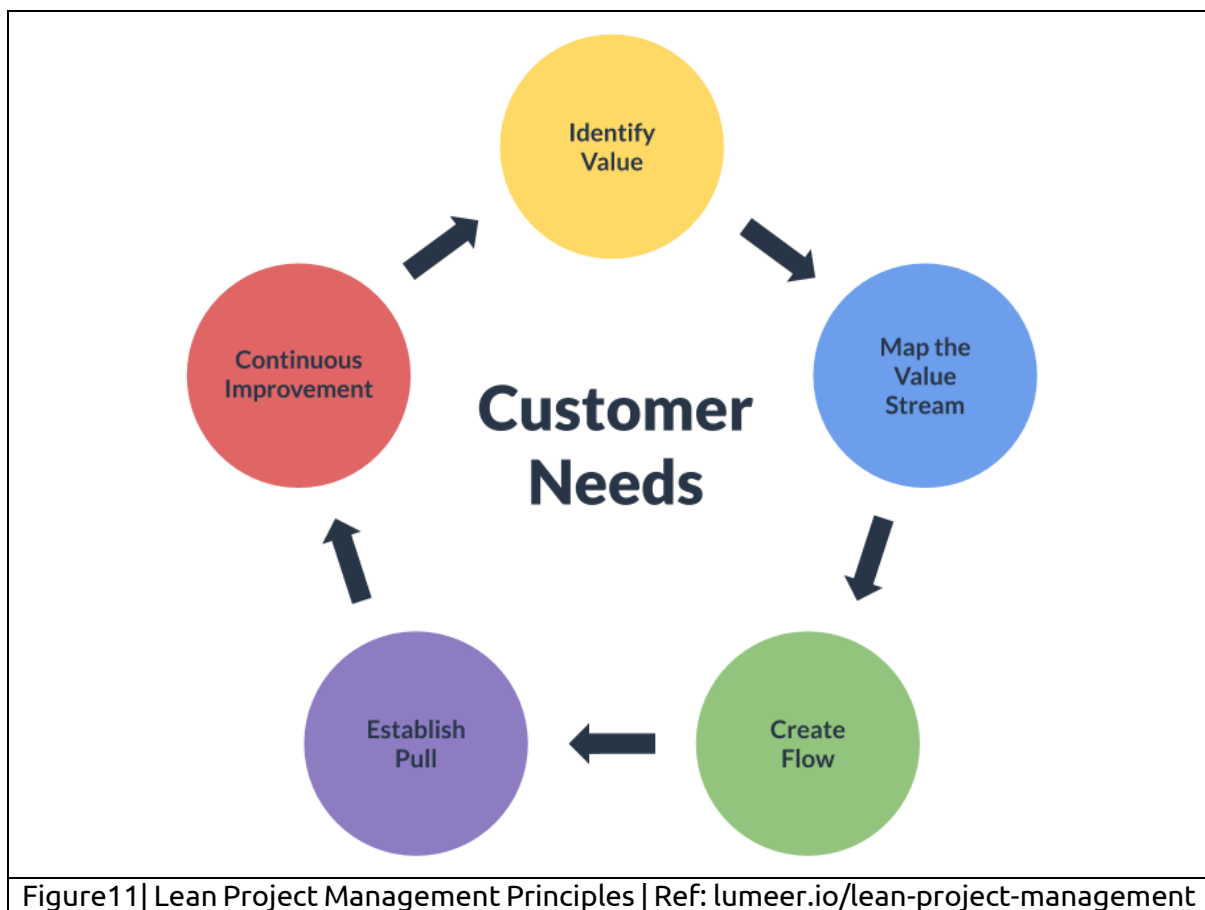 Identify
Value
Map the
Value
Stream
Create
Flow
Establish
Pull
Continuous
Improvement
Customer
Needs
Figure11| Lean Project Management Principles | Ref: lumeer.io/lean-project-management